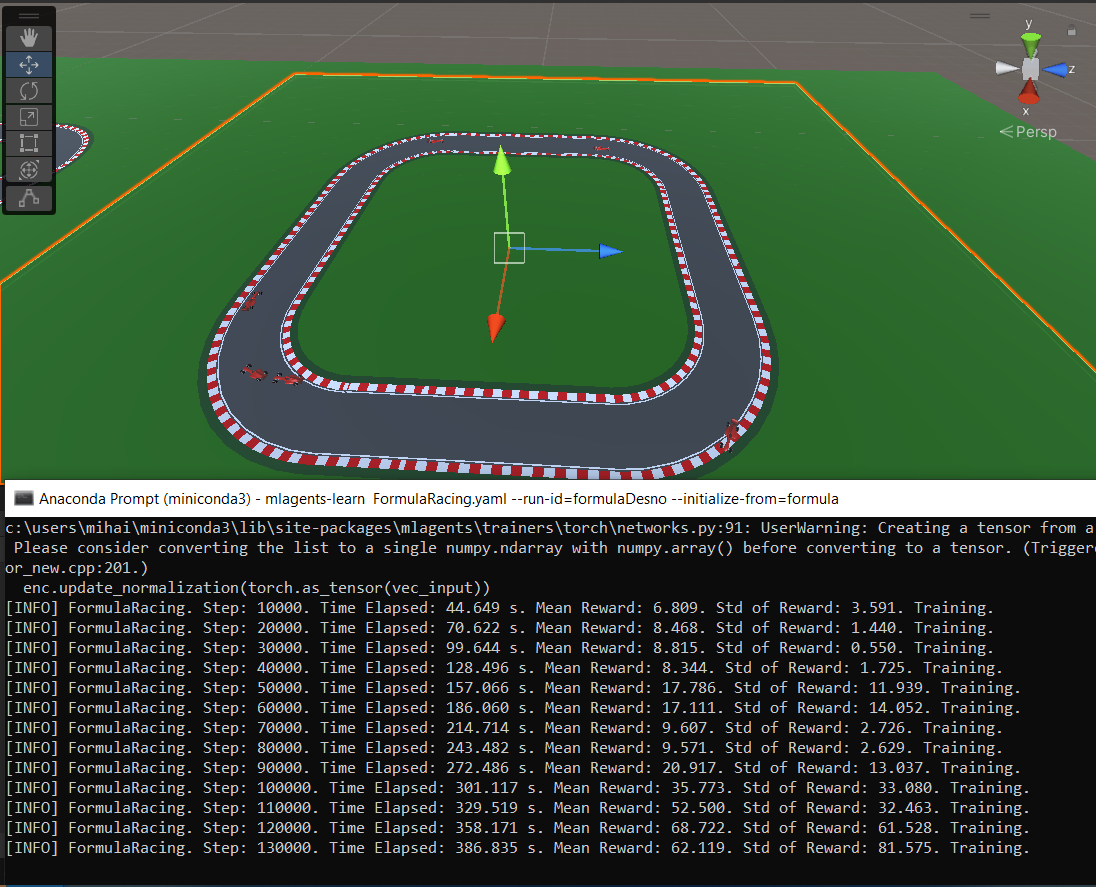 y
z
x
<Persp
Anaconda Prompt (miniconda3) - mlagents-learn  FormulaRacing.yaml --run-id=formulaDesno --initialize-from=formula
c:\users\mihai\miniconda3\lib\site-packages\mlagents\trainers\torch\networks.py:91: UserWarning: Creating a tensor from a
Please consider converting the list to a single numpy.ndarray with numpy.array() before converting to a tensor. (Trigger
or_new.cpp:201.)
enc.update_normalization(torch.as_tensor(vec_input))
[INFO] FormulaRacing. Step: 10000. Time Elapsed: 44.649 s. Mean Reward: 6.809. Std of Reward: 3.591. Training.
[INFO] FormulaRacing. Step: 20000. Time Elapsed: 70.622 s. Mean Reward: 8.468. Std of Reward: 1.440. Training.
[INFO] FormulaRacing. Step: 30000. Time Elapsed: 99.644 s. Mean Reward: 8.815. Std of Reward: 0.550. Training.
[INFO] FormulaRacing. Step: 40000. Time Elapsed: 128.496 s. Mean Reward: 8.344. Std of Reward: 1.725. Training.
[INFO] FormulaRacing. Step: 50000. Time Elapsed: 157.066 s. Mean Reward: 17.786. Std of Reward: 11.939. Training.
[INFO] FormulaRacing. Step: 60000. Time Elapsed: 186.060 s. Mean Reward: 17.111. Std of Reward: 14.052. Training.
[INFO] FormulaRacing. Step: 70000. Time Elapsed: 214.714 s. Mean Reward: 9.607. Std of Reward: 2.726. Training.
[INFO] FormulaRacing. Step: 80000. Time Elapsed: 243.482 s. Mean Reward: 9.571. Std of Reward: 2.629. Training.
[INFO] FormulaRacing. Step: 90000. Time Elapsed: 272.486 s. Mean Reward: 20.917. Std of Reward: 13.037. Training.
[INFO] FormulaRacing. Step: 100000. Time Elapsed: 301.117 s. Mean Reward: 35.773. Std of Reward: 33.080. Training.
[INFO] FormulaRacing. Step: 110000. Time Elapsed: 329.519 s. Mean Reward: 52.500. Std of Reward: 32.463. Training.
[INFO] FormulaRacing. Step: 120000. Time Elapsed: 358.171 s. Mean Reward: 68.722. Std of Reward: 61.528. Training.
[INFO] FormulaRacing. Step: 130000. Time Elapsed: 386.835 s. Mean Reward: 62.119. Std of Reward: 81.575. Training.